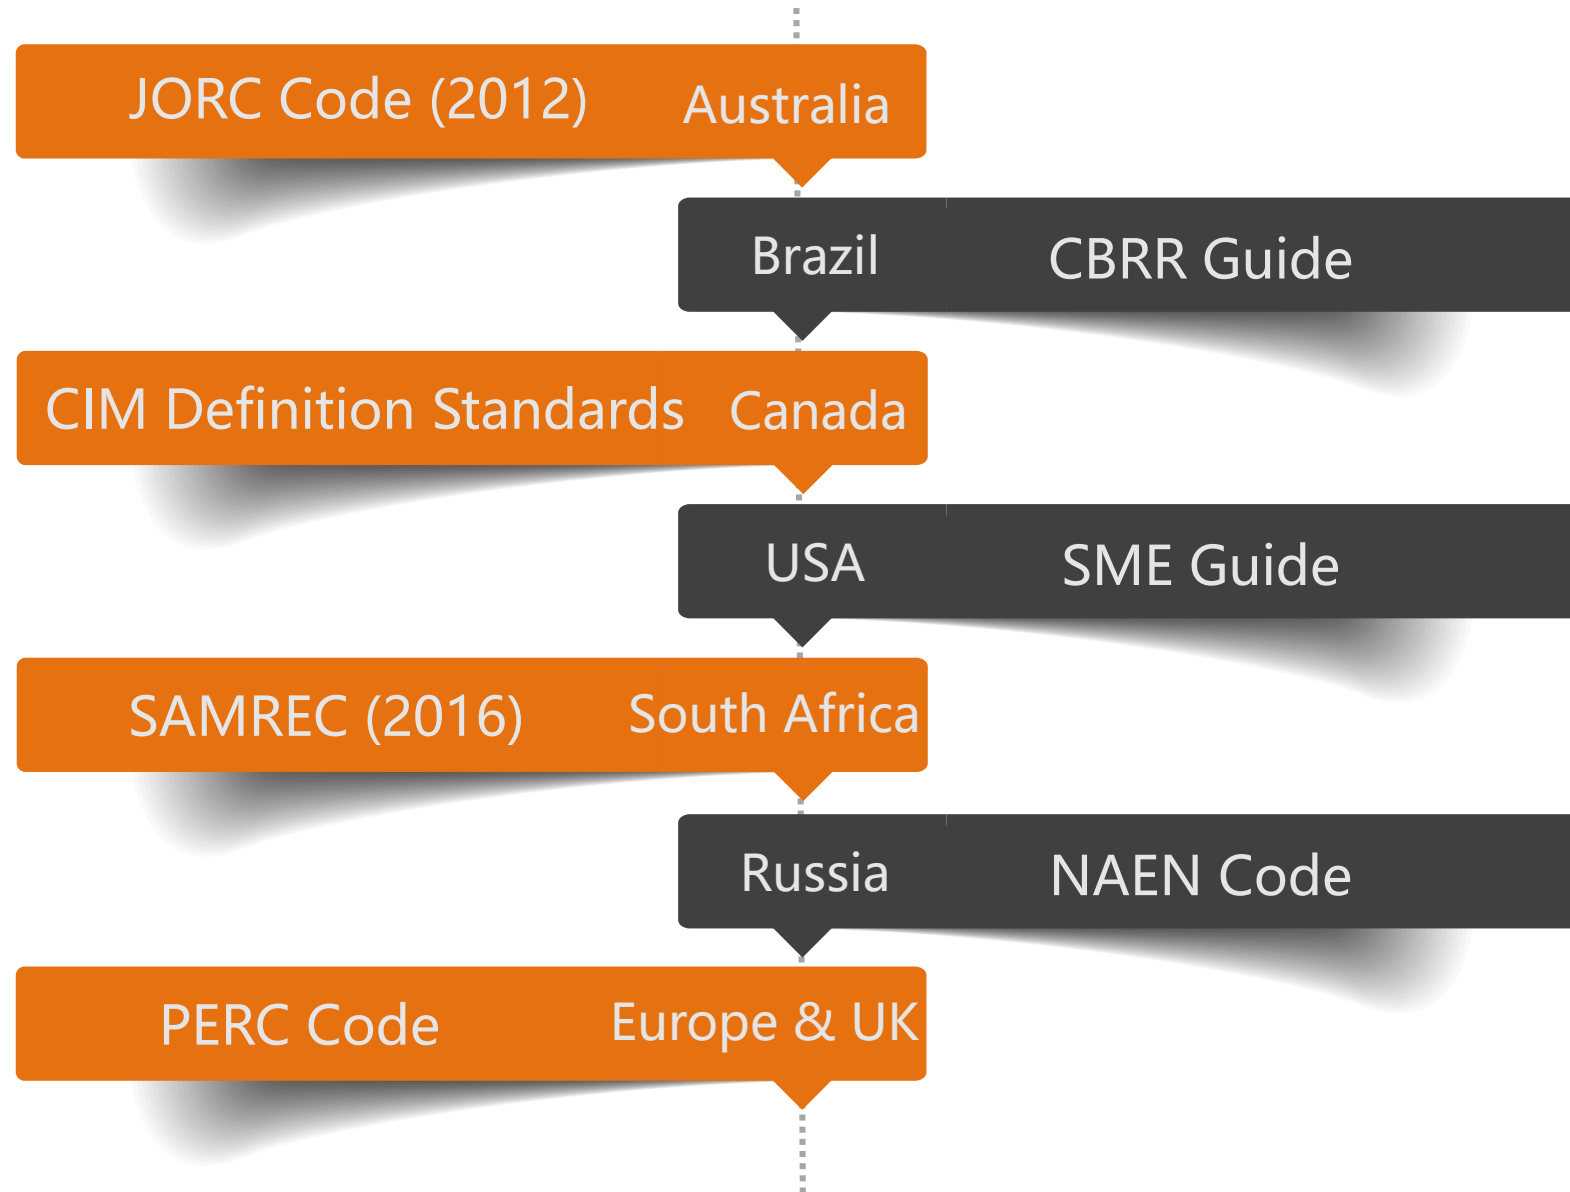 JORC Code (2012) Australia
Brazil CBRR Guide
CIM Definition Standards Canada
USA SME Guide
SAMREC (2016) South Africa
Russia NAEN Code
PERC Code Europe & UK